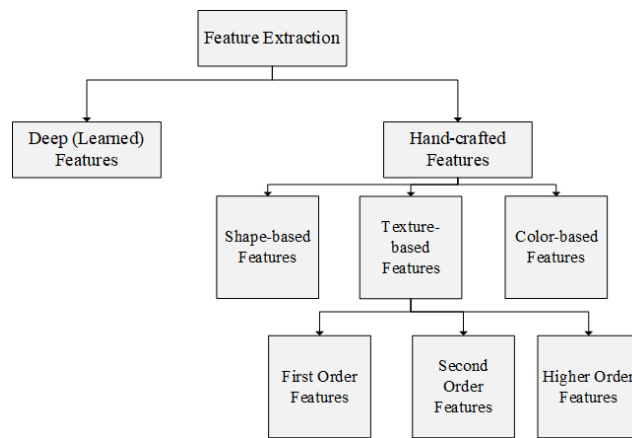 Feature Extraction
Deep (Learned)
Features
Hand-crafted
Features
Shape-based
Features
Texture-
based
Features
Color-based
Features
First Order
Features
Second
Order
Features
Higher Order
Features